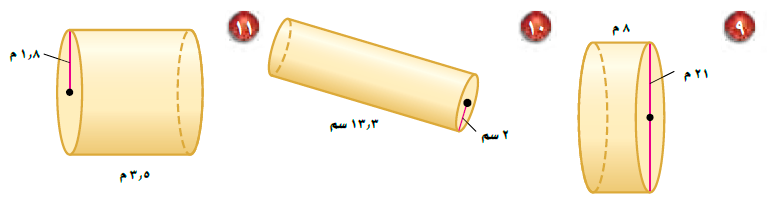 ٩
٨ م
٢١ م
١٠
٢ سم
١٣٫٣ سم
١١
١٫٨ م
٣٫٥ م